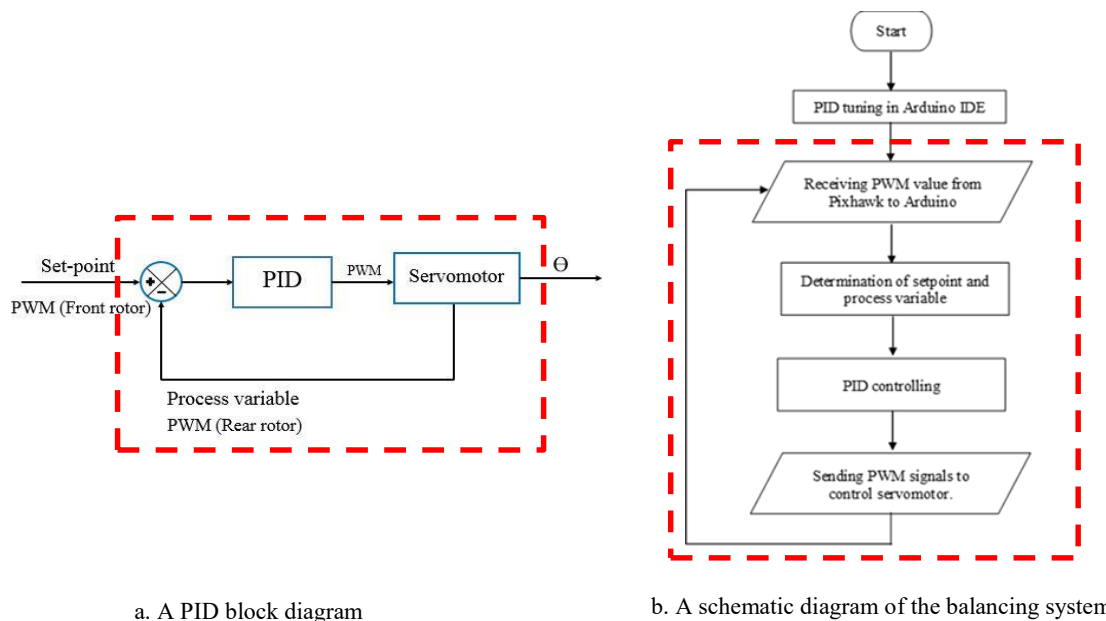 Set-point
PWM (Front rotor)
+
−
PID
PWM
Servomotor
Θ
Process variable
PWM (Rear rotor)
a. A PID block diagram
Start
PID tuning in Arduino IDE
Receiving PWM value from
Pixhawk to Arduino
Determination of setpoint and
process variable
PID controlling
Sending PWM signals to
control servomotor.
b. A schematic diagram of the balancing system